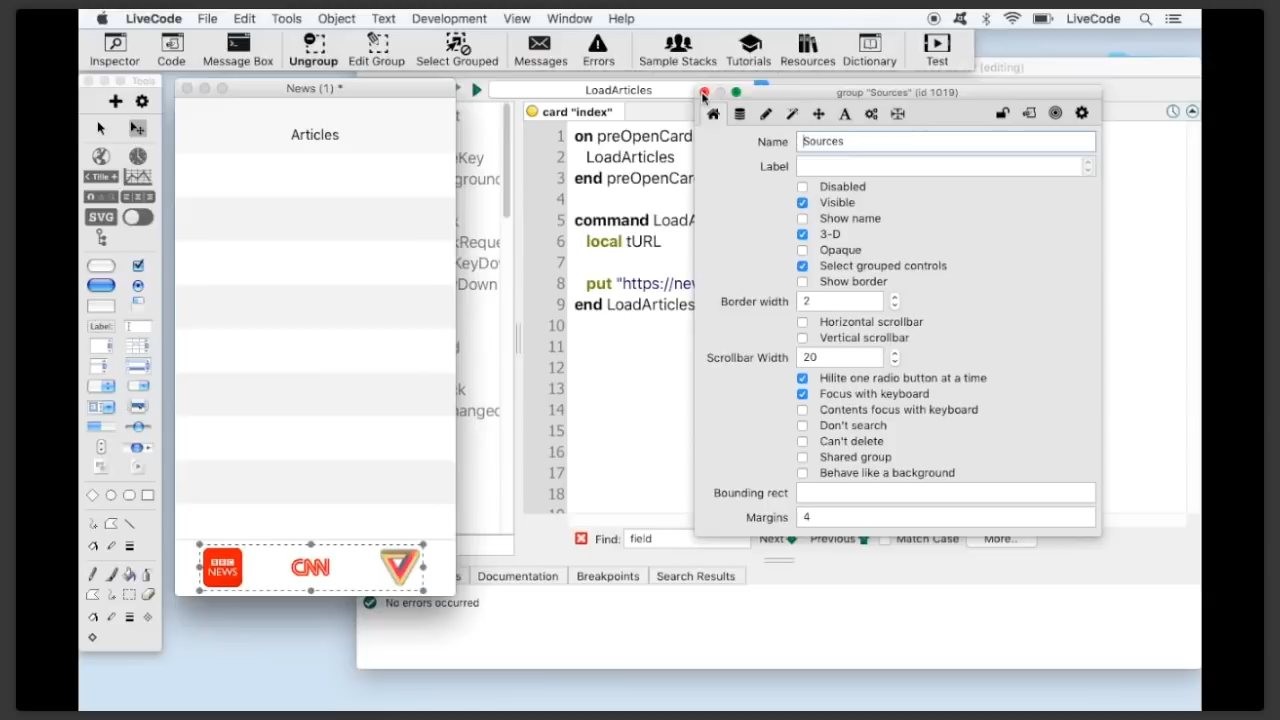 LiveCode File Edit Tools Object Text Development View Window Help LiveCode
Inspector Code Message Box Ungroup Edit Group Select Grouped Messages Errors Sample Stacks Tutorials Resources Dictionary Test
(editing)
Tools
News (1) *
Articles
SVG
< Title +
Label:
BBC
NEWS
CNN
LoadArticles
card "index"
1 on preOpenCard
2 LoadArticles
3 end preOpenCar
4
5 command LoadA
6 local tURL
7
8 put "https://nev
9 end LoadArticles
10
11
12
13
14
15
16
17
18
Find: field Next Previous Match Case More...
Documentation Breakpoints Search Results
No errors occurred
group "Sources" (id 1019)
Name Sources
Label
Disabled
Visible
Show name
3-D
Opaque
Select grouped controls
Show border
Border width 2
Horizontal scrollbar
Vertical scrollbar
Scrollbar Width 20
Hilite one radio button at a time
Focus with keyboard
Contents focus with keyboard
Don't search
Can't delete
Shared group
Behave like a background
Bounding rect
Margins 4